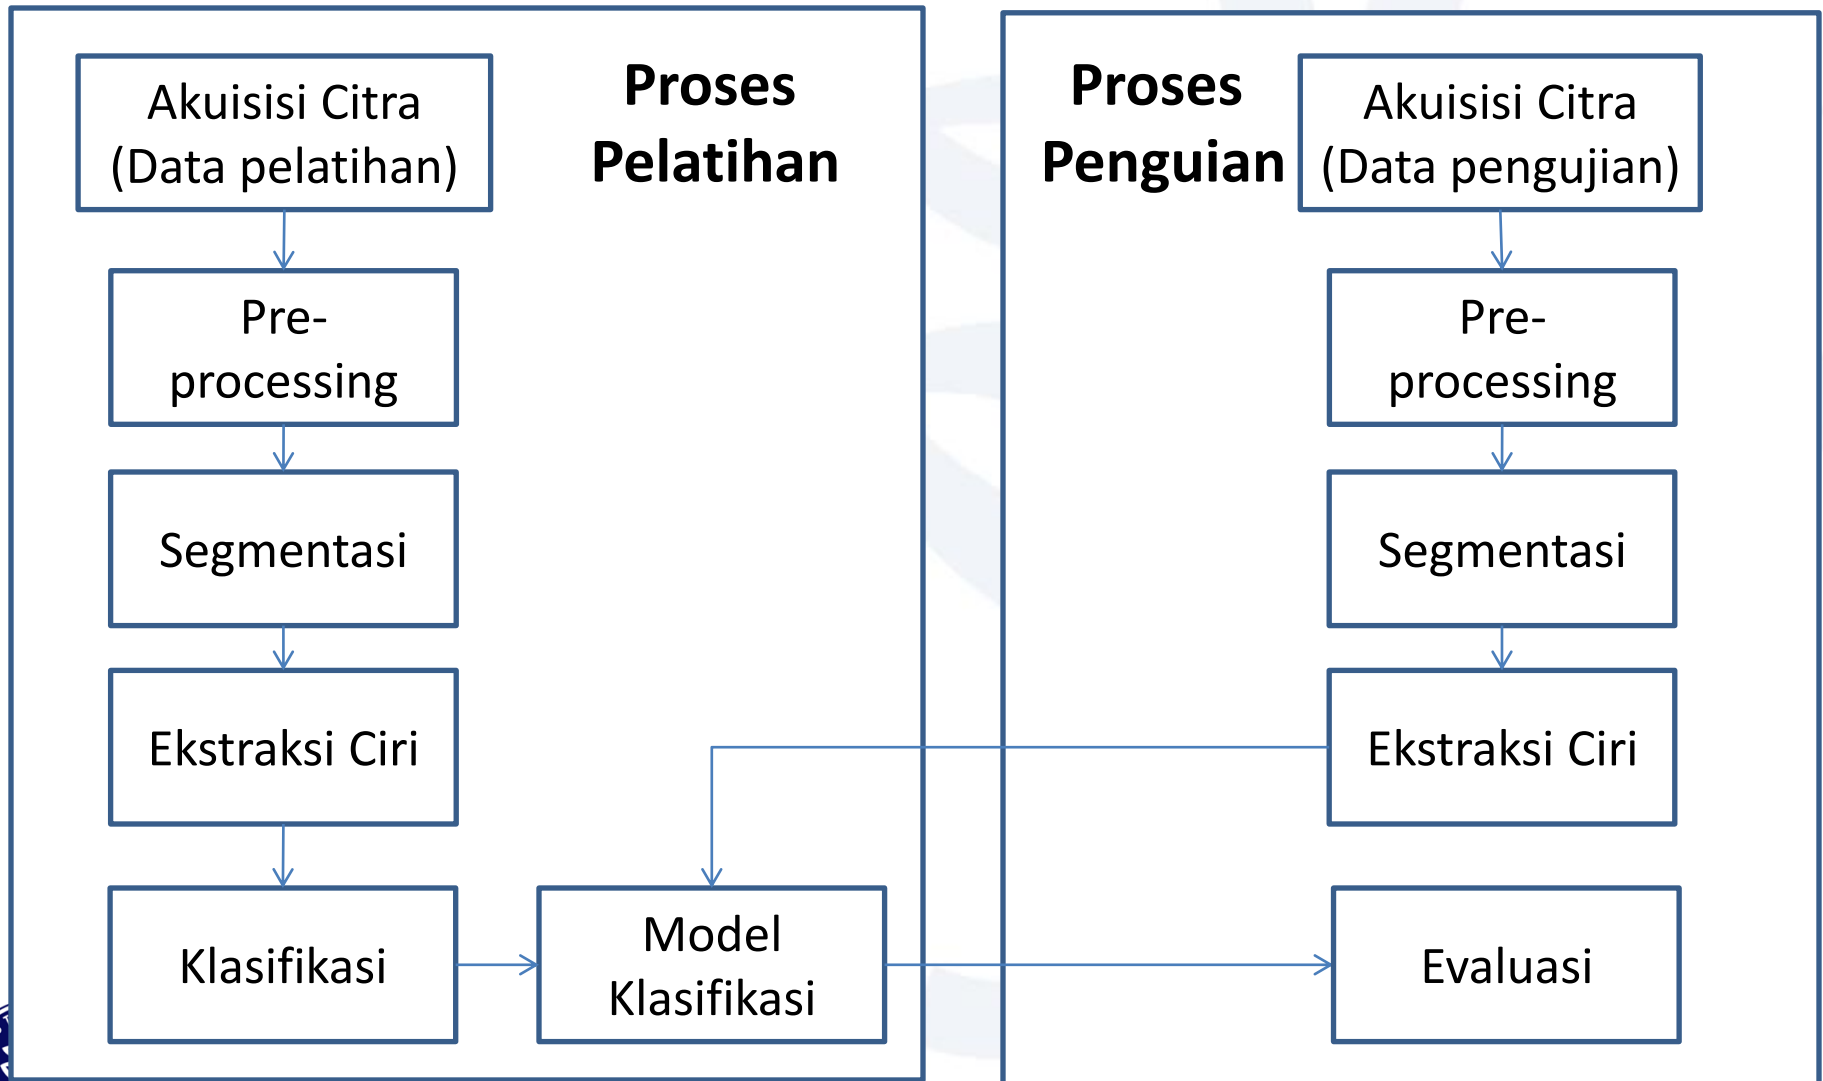 Proses
Pelatihan
Akuisisi Citra
(Data pelatihan)
Pre-
processing
Segmentasi
Ekstraksi Ciri
Klasifikasi
Model
Klasifikasi
Proses
Penguian
Akuisisi Citra
(Data pengujian)
Pre-
processing
Segmentasi
Ekstraksi Ciri
Evaluasi